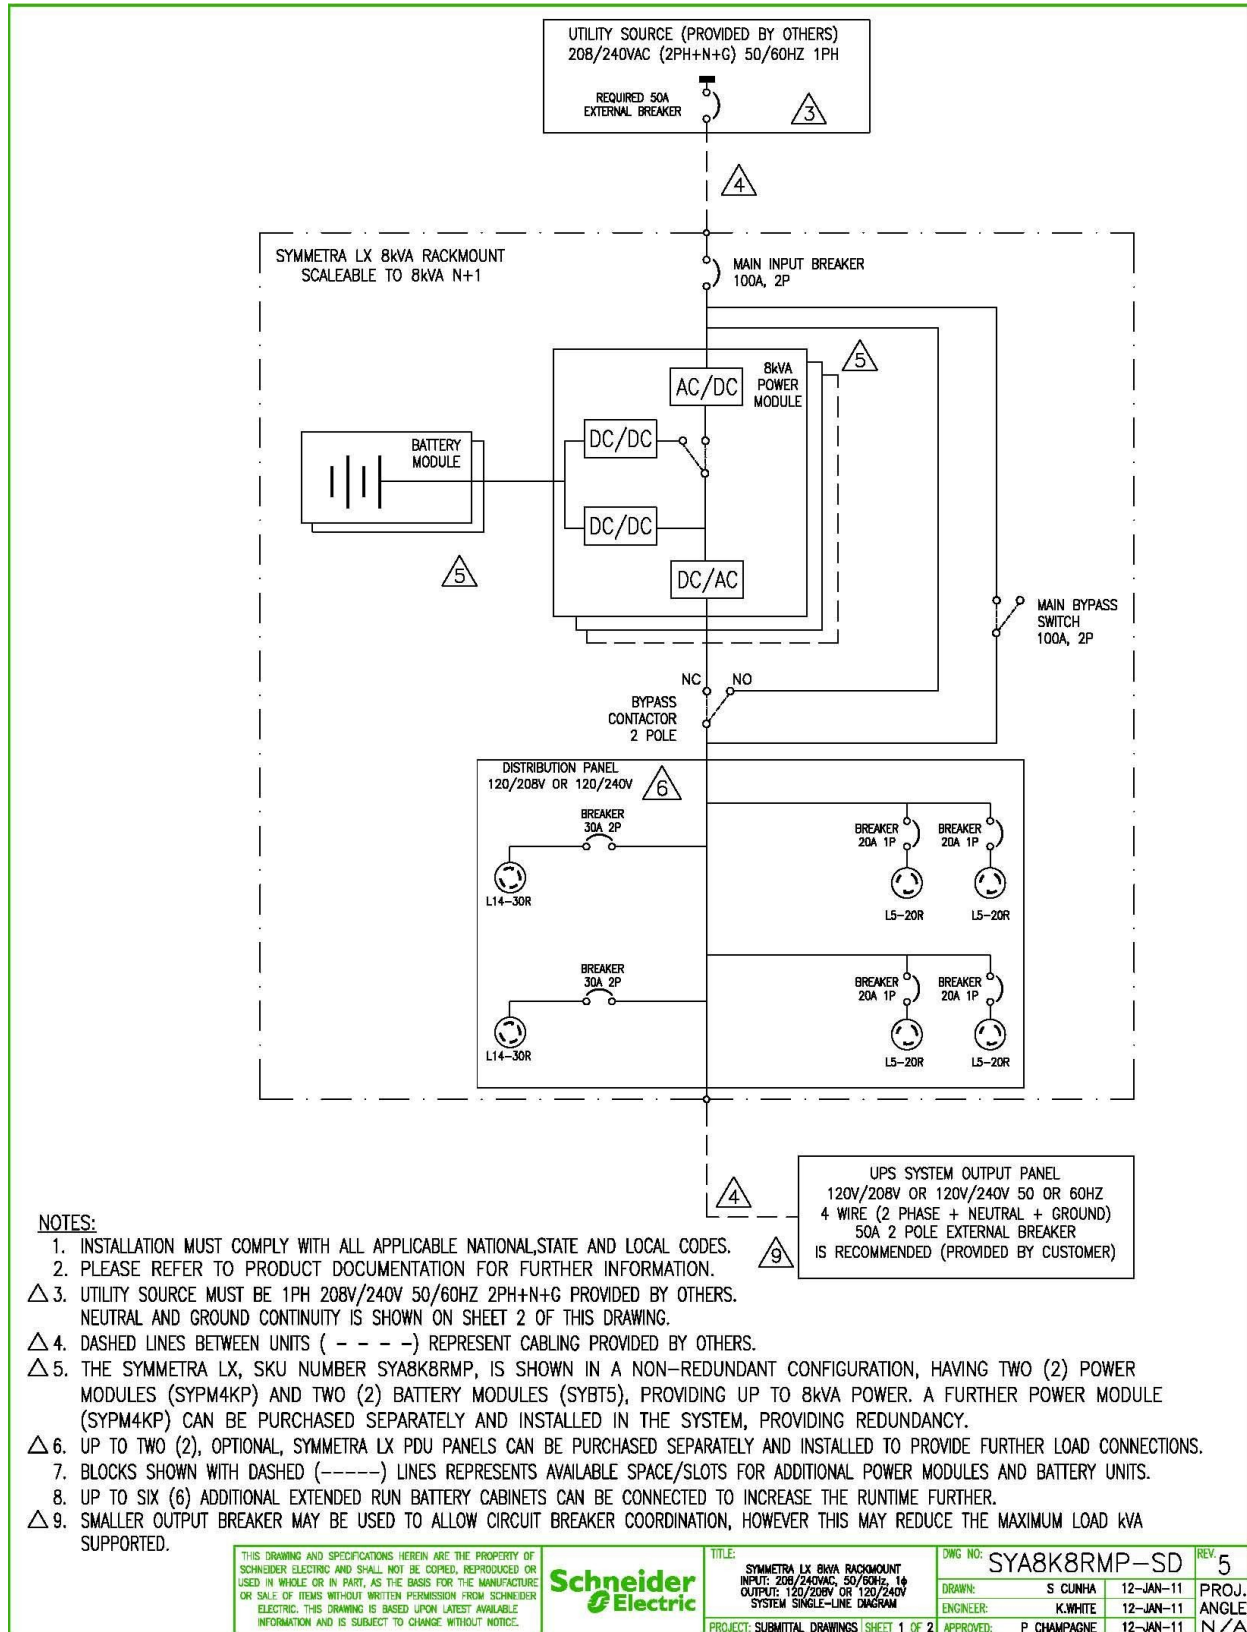 UTILITY SOURCE (PROVIDED BY OTHERS)
208/240VAC (2PH+N+G) 50/60HZ 1PH
REQUIRED 50A
EXTERNAL BREAKER
3
4
SYMMETRA LX 8kVA RACKMOUNT
SCALEABLE TO 8kVA N+1
MAIN INPUT BREAKER
100A, 2P
5
8kVA
POWER
MODULE
AC/DC
DC/DC
BATTERY
MODULE
DC/DC
5
DC/AC
MAIN BYPASS
SWITCH
100A, 2P
NC
NO
BYPASS
CONTACTOR
2 POLE
DISTRIBUTION PANEL
120/208V OR 120/240V
6
BREAKER
30A 2P
L14-30R
BREAKER
20A 1P
BREAKER
20A 1P
L5-20R
L5-20R
BREAKER
30A 2P
L14-30R
BREAKER
20A 1P
BREAKER
20A 1P
L5-20R
L5-20R
4
9
UPS SYSTEM OUTPUT PANEL
120V/208V OR 120V/240V 50 OR 60HZ
4 WIRE (2 PHASE + NEUTRAL + GROUND)
50A 2 POLE EXTERNAL BREAKER
IS RECOMMENDED (PROVIDED BY CUSTOMER)
NOTES:
1. INSTALLATION MUST COMPLY WITH ALL APPLICABLE NATIONAL,STATE AND LOCAL CODES.
2. PLEASE REFER TO PRODUCT DOCUMENTATION FOR FURTHER INFORMATION.
△3. UTILITY SOURCE MUST BE 1PH 208V/240V 50/60HZ 2PH+N+G PROVIDED BY OTHERS.
NEUTRAL AND GROUND CONTINUITY IS SHOWN ON SHEET 2 OF THIS DRAWING.
△4. DASHED LINES BETWEEN UNITS ( - - - -) REPRESENT CABLING PROVIDED BY OTHERS.
△5. THE SYMMETRA LX, SKU NUMBER SYA8K8RMP, IS SHOWN IN A NON-REDUNDANT CONFIGURATION, HAVING TWO (2) POWER
MODULES (SYPM4KP) AND TWO (2) BATTERY MODULES (SYBT5), PROVIDING UP TO 8kVA POWER. A FURTHER POWER MODULE
(SYPM4KP) CAN BE PURCHASED SEPARATELY AND INSTALLED IN THE SYSTEM, PROVIDING REDUNDANCY.
△6. UP TO TWO (2), OPTIONAL, SYMMETRA LX PDU PANELS CAN BE PURCHASED SEPARATELY AND INSTALLED TO PROVIDE FURTHER LOAD CONNECTIONS.
7. BLOCKS SHOWN WITH DASHED (-----) LINES REPRESENTS AVAILABLE SPACE/SLOTS FOR ADDITIONAL POWER MODULES AND BATTERY UNITS.
8. UP TO SIX (6) ADDITIONAL EXTENDED RUN BATTERY CABINETS CAN BE CONNECTED TO INCREASE THE RUNTIME FURTHER.
△9. SMALLER OUTPUT BREAKER MAY BE USED TO ALLOW CIRCUIT BREAKER COORDINATION, HOWEVER THIS MAY REDUCE THE MAXIMUM LOAD kVA
SUPPORTED.
THIS DRAWING AND SPECIFICATIONS HEREIN ARE THE PROPERTY OF
SCHNEIDER ELECTRIC AND SHALL NOT BE COPIED, REPRODUCED OR
USED IN WHOLE OR IN PART, AS THE BASIS FOR THE MANUFACTURE
OR SALE OF ITEMS WITHOUT WRITTEN PERMISSION FROM SCHNEIDER
ELECTRIC. THIS DRAWING IS BASED UPON LATEST AVAILABLE
INFORMATION AND IS SUBJECT TO CHANGE WITHOUT NOTICE.
Schneider
Electric
TITLE:
SYMMETRA LX 8kVA RACKMOUNT
INPUT: 208/240VAC, 50/60Hz, 1ϕ
OUTPUT: 120/208V OR 120/240V
SYSTEM SINGLE-LINE DIAGRAM
PROJECT: SUBMITTAL DRAWINGS SHEET 1 OF 2
DWG NO: SYA8K8RMP-SD
REV. 5
DRAWN: S CUNHA 12-JAN-11
ENGINEER: K.WHITE 12-JAN-11
APPROVED: P CHAMPAGNE 12-JAN-11
PROJ.
ANGLE
N/A